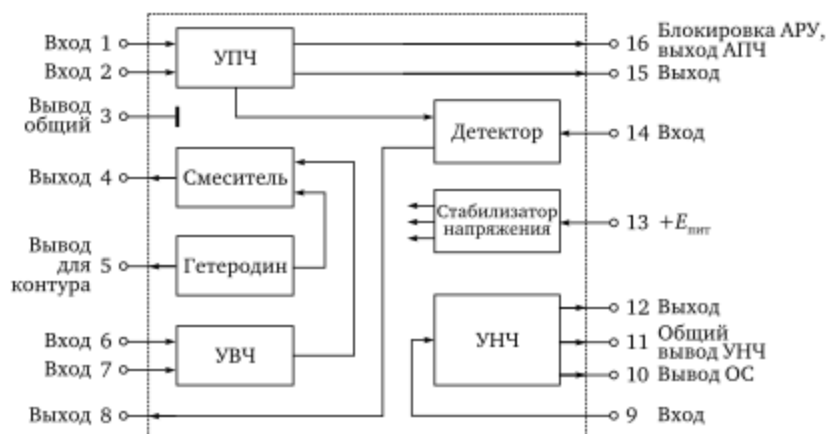 Вход 1
Вход 2
Вывод
общий 3
Выход 4
Вывод
для 5
контура
Вход 6
Вход 7
Выход 8
УПЧ
Смеситель
Гетеродин
УВЧ
Детектор
Стабилизатор
напряжения
УНЧ
16 Блокировка АРУ,
выход АПЧ
15 Выход
14 Вход
13 +Eпит
12 Выход
11 Общий
вывод УНЧ
10 Вывод ОС
9 Вход